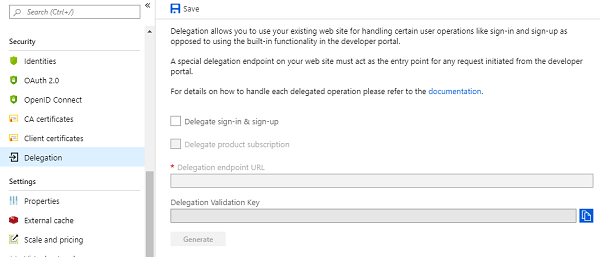 Search (Ctrl+/)
«
Save
Security
Identities
OAuth 2.0
OpenID Connect
CA certificates
Client certificates
Delegation
Settings
Properties
External cache
Scale and pricing
Delegation allows you to use your existing web site for handling certain user operations like sign-in and sign-up as
opposed to using the built-in functionality in the developer portal.
A special delegation endpoint on your web site must act as the entry point for any request initiated from the developer
portal.
For details on how to handle each delegated operation please refer to the documentation.
Delegate sign-in & sign-up
Delegate product subscription
* Delegation endpoint URL
Delegation Validation Key
Generate